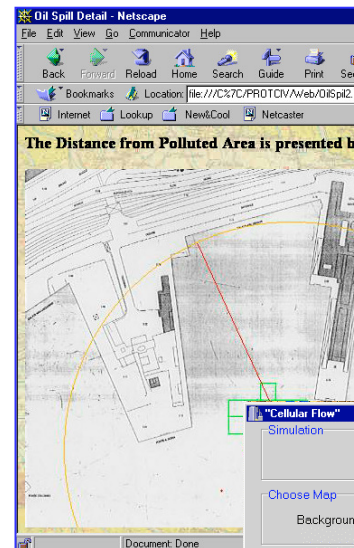 Oil Spill Detail - Netscape
File Edit View Go Communicator Help
Back Forward Reload Home Search Guide Print Sec
Bookmarks Location: file:///C%7C/PROTCIV/Web/OilSpil2.
Internet Lookup New&Cool Netcaster
The Distance from Polluted Area is presented b
"Cellular Flow"
Simulation
Choose Map
Backgroun
Document: Done